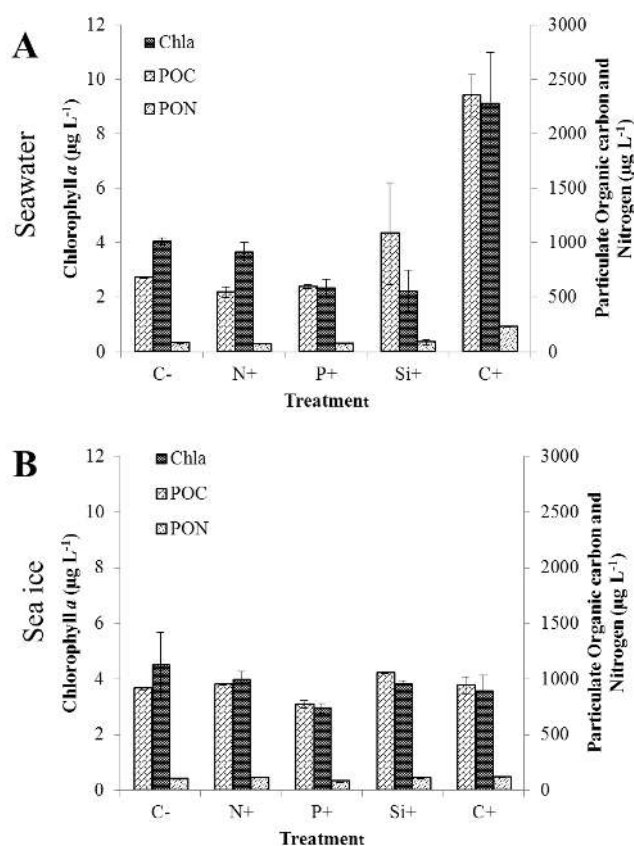 A
Seawater
Chlorophyll a (µg L-1)
12
10
8
6
4
2
0
Chla
POC
PON
3000
2500
2000
1500
1000
500
0
Particulate Organic carbon and
Nitrogen (µg L-1)
C- N+ P+ Si+ C+
Treatment
B
Sea ice
Chlorophyll a (µg L-1)
12
10
8
6
4
2
0
Chla
POC
PON
3000
2500
2000
1500
1000
500
0
Particulate Organic carbon and
Nitrogen (µg L-1)
C- N+ P+ Si+ C+
Treatment